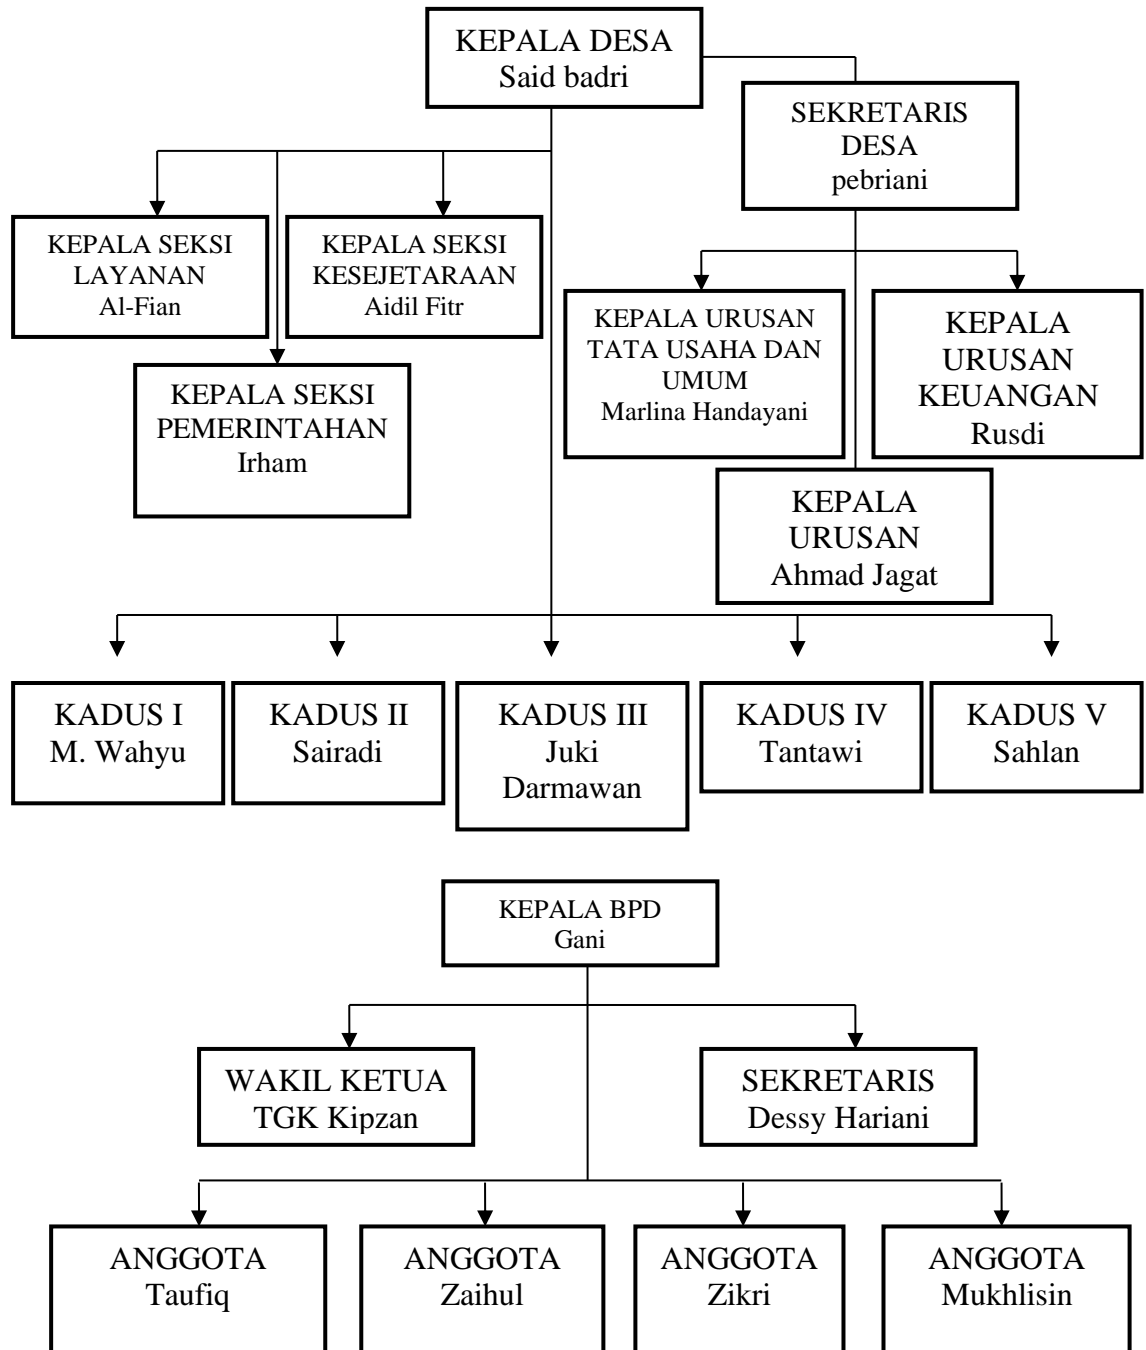 KEPALA DESA
Said badri
SEKRETARIS
DESA
pebriani
KEPALA SEKSI
LAYANAN
Al-Fian
KEPALA SEKSI
KESEJETARAAN
Aidil Fitr
KEPALA SEKSI
PEMERINTAHAN
Irham
KEPALA URUSAN
TATA USAHA DAN
UMUM
Marlina Handayani
KEPALA
URUSAN
KEUANGAN
Rusdi
KEPALA
URUSAN
Ahmad Jagat
KADUS I
M. Wahyu
KADUS II
Sairadi
KADUS III
Juki
Darmawan
KADUS IV
Tantawi
KADUS V
Sahlan
KEPALA BPD
Gani
WAKIL KETUA
TGK Kipzan
SEKRETARIS
Dessy Hariani
ANGGOTA
Taufiq
ANGGOTA
Zaihul
ANGGOTA
Zikri
ANGGOTA
Mukhlisin